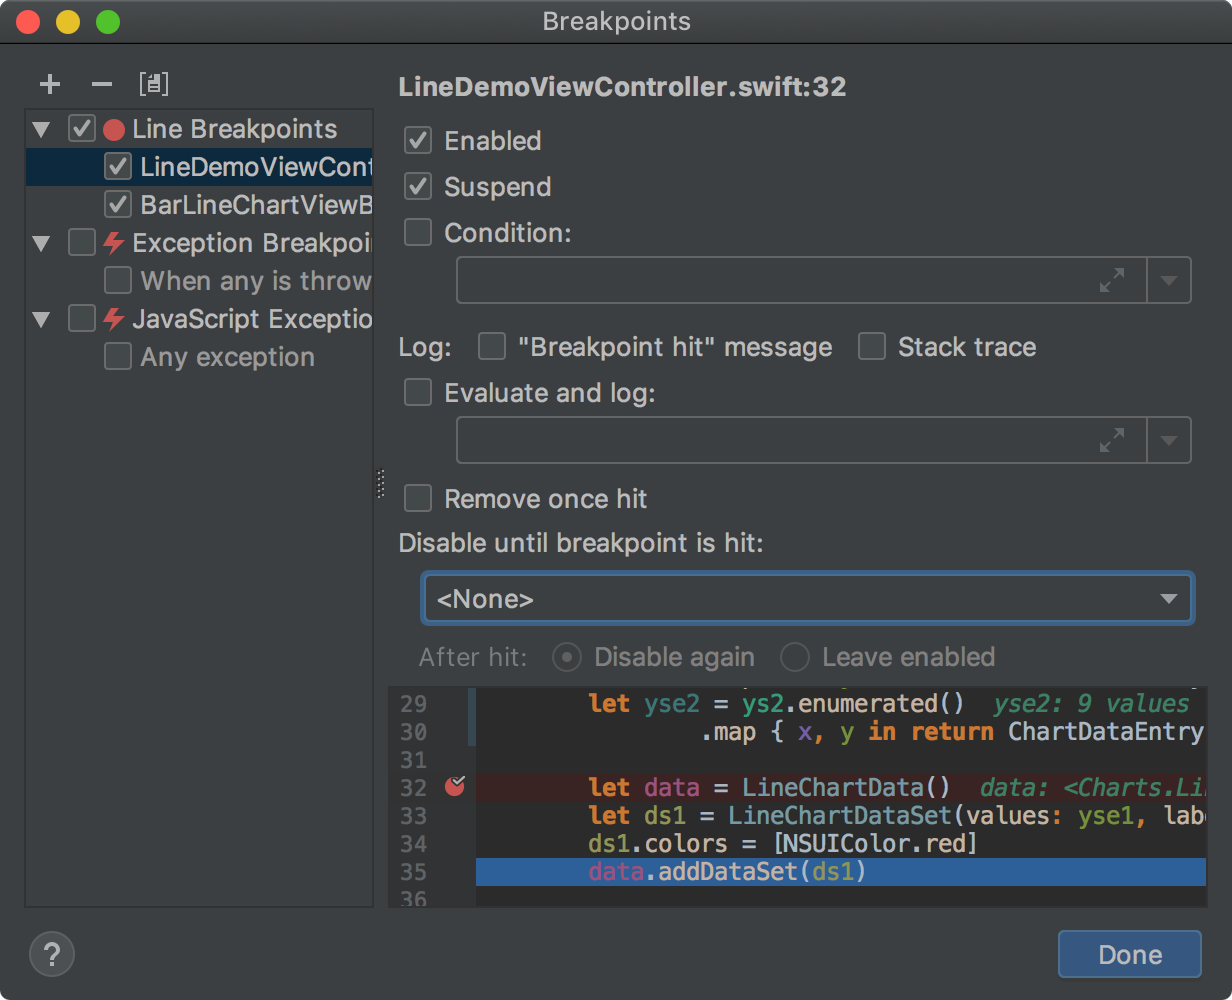 Breakpoints
Line Breakpoints
LineDemoViewCont
BarLineChartViewB
Exception Breakpoi
When any is throw
JavaScript Exceptio
Any exception
LineDemoViewController.swift:32
Enabled
Suspend
Condition:
Log: "Breakpoint hit" message Stack trace
Evaluate and log:
Remove once hit
Disable until breakpoint is hit:
<None>
After hit: Disable again Leave enabled
29 let yse2 = ys2.enumerated() yse2: 9 values
30 .map { x, y in return ChartDataEntry
31
32 let data = LineChartData() data: <Charts.Li
33 let ds1 = LineChartDataSet(values: yse1, lab
34 ds1.colors = [NSUIColor.red]
35 data.addDataSet(ds1)
36
?
Done